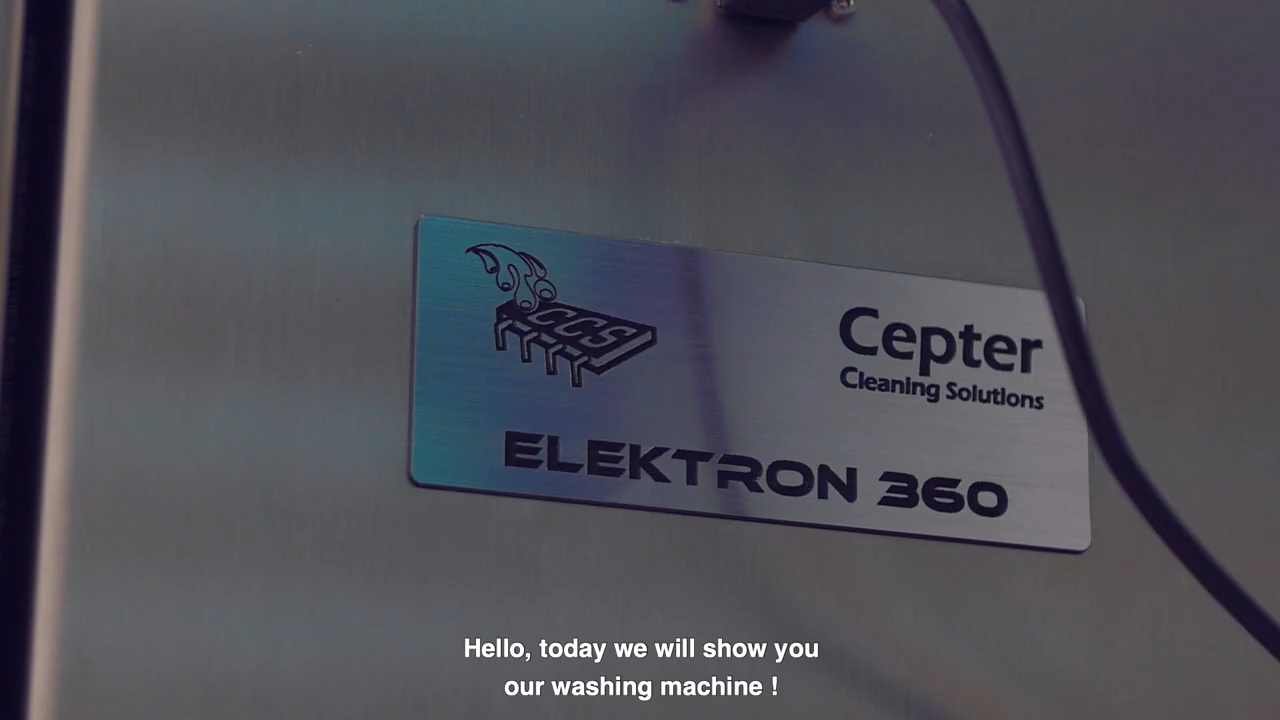 CCS
Cepter
Cleaning Solutions
ELEKTRON 360
Hello, today we will show you
our washing machine !